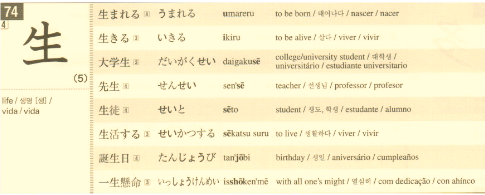 74
4
生
(5)
life / 생명 [생] /
vida / vida
生まれる ③ うまれる umareru to be born / 태어나다 / nascer / nacer
生きる ② いきる ikiru to be alive / 살다 / viver / vivir
大学生 ③ だいがくせい daigakusē college/university student / 대학생 / universitário / estudiante universitario
先生 ③ せんせい sen'sē teacher / 선생님 / professor / profesor
生徒 ① せいと sēto student / 생도, 학생 / estudante / alumno
生活する ② せいかつする sēkatsu suru to live / 생활하다 / viver / vivir
誕生日 ③ たんじょうび tan'jōbi birthday / 생일 / aniversário / cumpleaños
一生懸命 ⑤ いっしょうけんめい isshōken'mē with all one's might / 열심히 / com dedicação / con ahínco